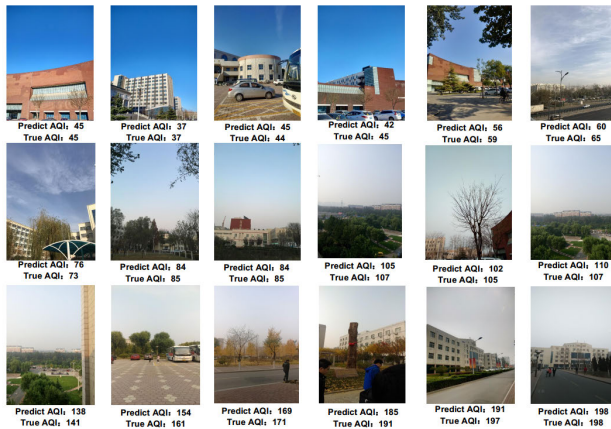 Predict AQI：45
True AQI：45
Predict AQI：37
True AQI：37
Predict AQI：45
True AQI：44
Predict AQI：42
True AQI：45
Predict AQI：56
True AQI：59
Predict AQI：60
True AQI：65
Predict AQI：76
True AQI：73
Predict AQI：84
True AQI：85
Predict AQI：84
True AQI：85
Predict AQI：105
True AQI：107
Predict AQI：102
True AQI：105
Predict AQI：110
True AQI：107
Predict AQI：138
True AQI：141
Predict AQI：154
True AQI：161
Predict AQI：169
True AQI：171
Predict AQI：185
True AQI：191
Predict AQI：191
True AQI：197
Predict AQI：198
True AQI：198